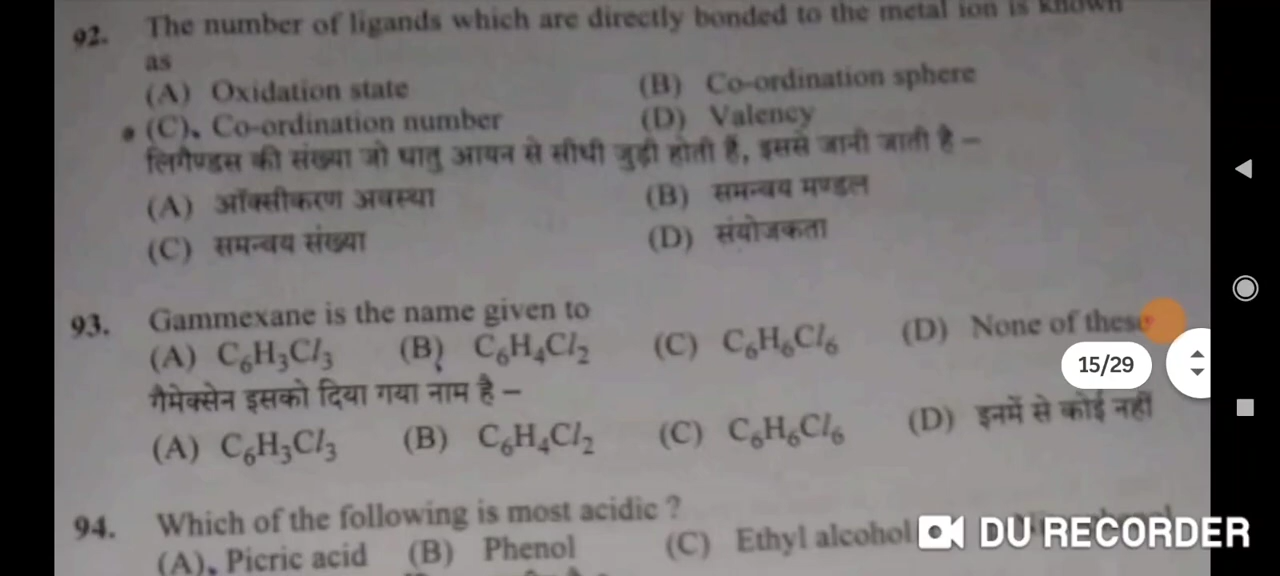 92. The number of ligands which are directly bonded to the metal ion is known
as
(A) Oxidation state (B) Co-ordination sphere
(C). Co-ordination number (D) Valency
लिगैण्डस की संख्या जो धातु आयन से सीधी जुड़ी होती हैं, इससे जानी जाती है –
(A) ऑक्सीकरण अवस्था (B) समन्वय मण्डल
(C) समन्वय संख्या (D) संयोजकता
93. Gammexane is the name given to
(A) C₆H₃Cl₃ (B) C₆H₄Cl₂ (C) C₆H₆Cl₆ (D) None of these
15/29
गैमेक्सेन इसको दिया गया नाम है –
(A) C₆H₃Cl₃ (B) C₆H₄Cl₂ (C) C₆H₆Cl₆ (D) इनमें से कोई नहीं
94. Which of the following is most acidic ?
(A). Picric acid (B) Phenol (C) Ethyl alcohol
DU RECORDER